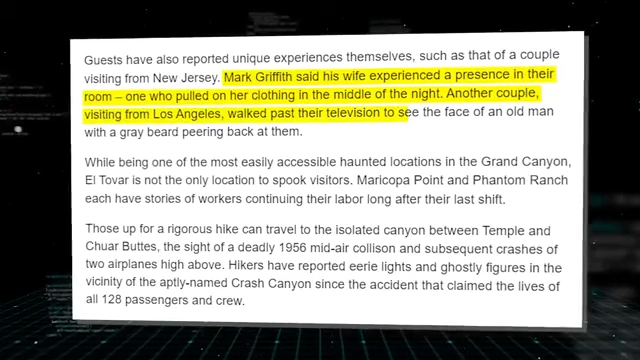 Guests have also reported unique experiences themselves, such as that of a couple
visiting from New Jersey. Mark Griffith said his wife experienced a presence in their
room – one who pulled on her clothing in the middle of the night. Another couple,
visiting from Los Angeles, walked past their television to see the face of an old man
with a gray beard peering back at them.
While being one of the most easily accessible haunted locations in the Grand Canyon,
El Tovar is not the only location to spook visitors. Maricopa Point and Phantom Ranch
each have stories of workers continuing their labor long after their last shift.
Those up for a rigorous hike can travel to the isolated canyon between Temple and
Chuar Buttes, the sight of a deadly 1956 mid-air collison and subsequent crashes of
two airplanes high above. Hikers have reported eerie lights and ghostly figures in the
vicinity of the aptly-named Crash Canyon since the accident that claimed the lives of
all 128 passengers and crew.